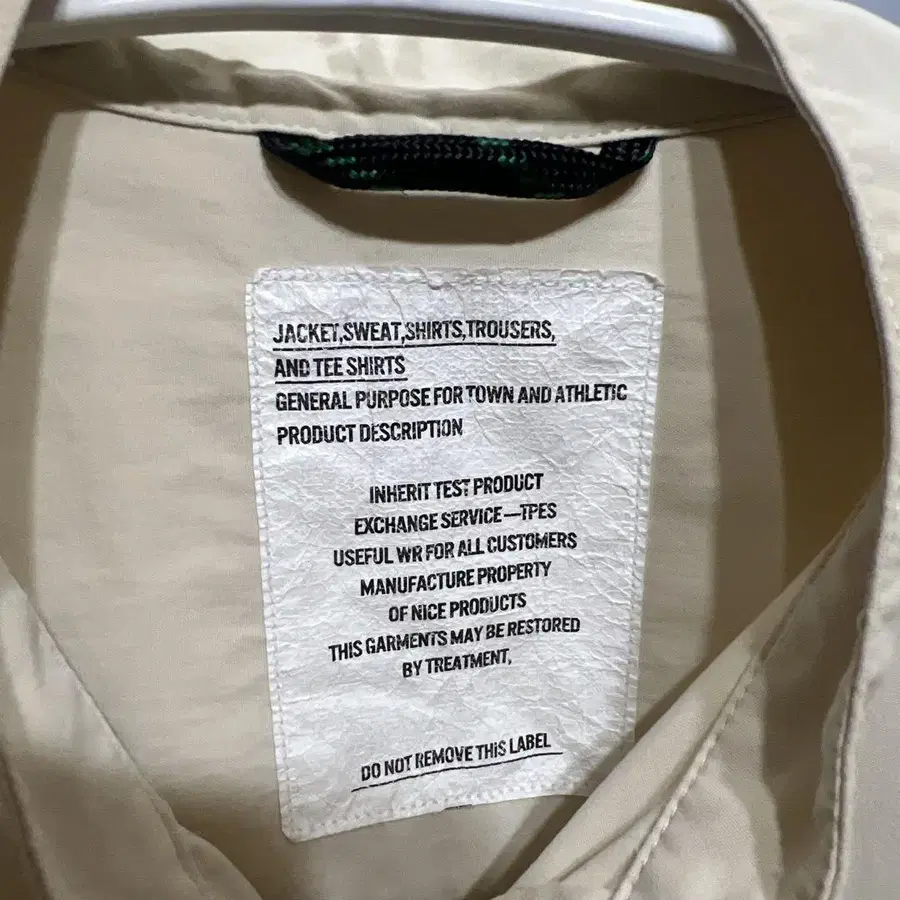 JACKET,SWEAT,SHIRTS,TROUSERS,
AND TEE SHIRTS
GENERAL PURPOSE FOR TOWN AND ATHLETIC
PRODUCT DESCRIPTION
INHERIT TEST PRODUCT
EXCHANGE SERVICE—TPES
USEFUL WR FOR ALL CUSTOMERS
MANUFACTURE PROPERTY
OF NICE PRODUCTS
THIS GARMENTS MAY BE RESTORED
BY TREATMENT,
DO NOT REMOVE THIS LABEL